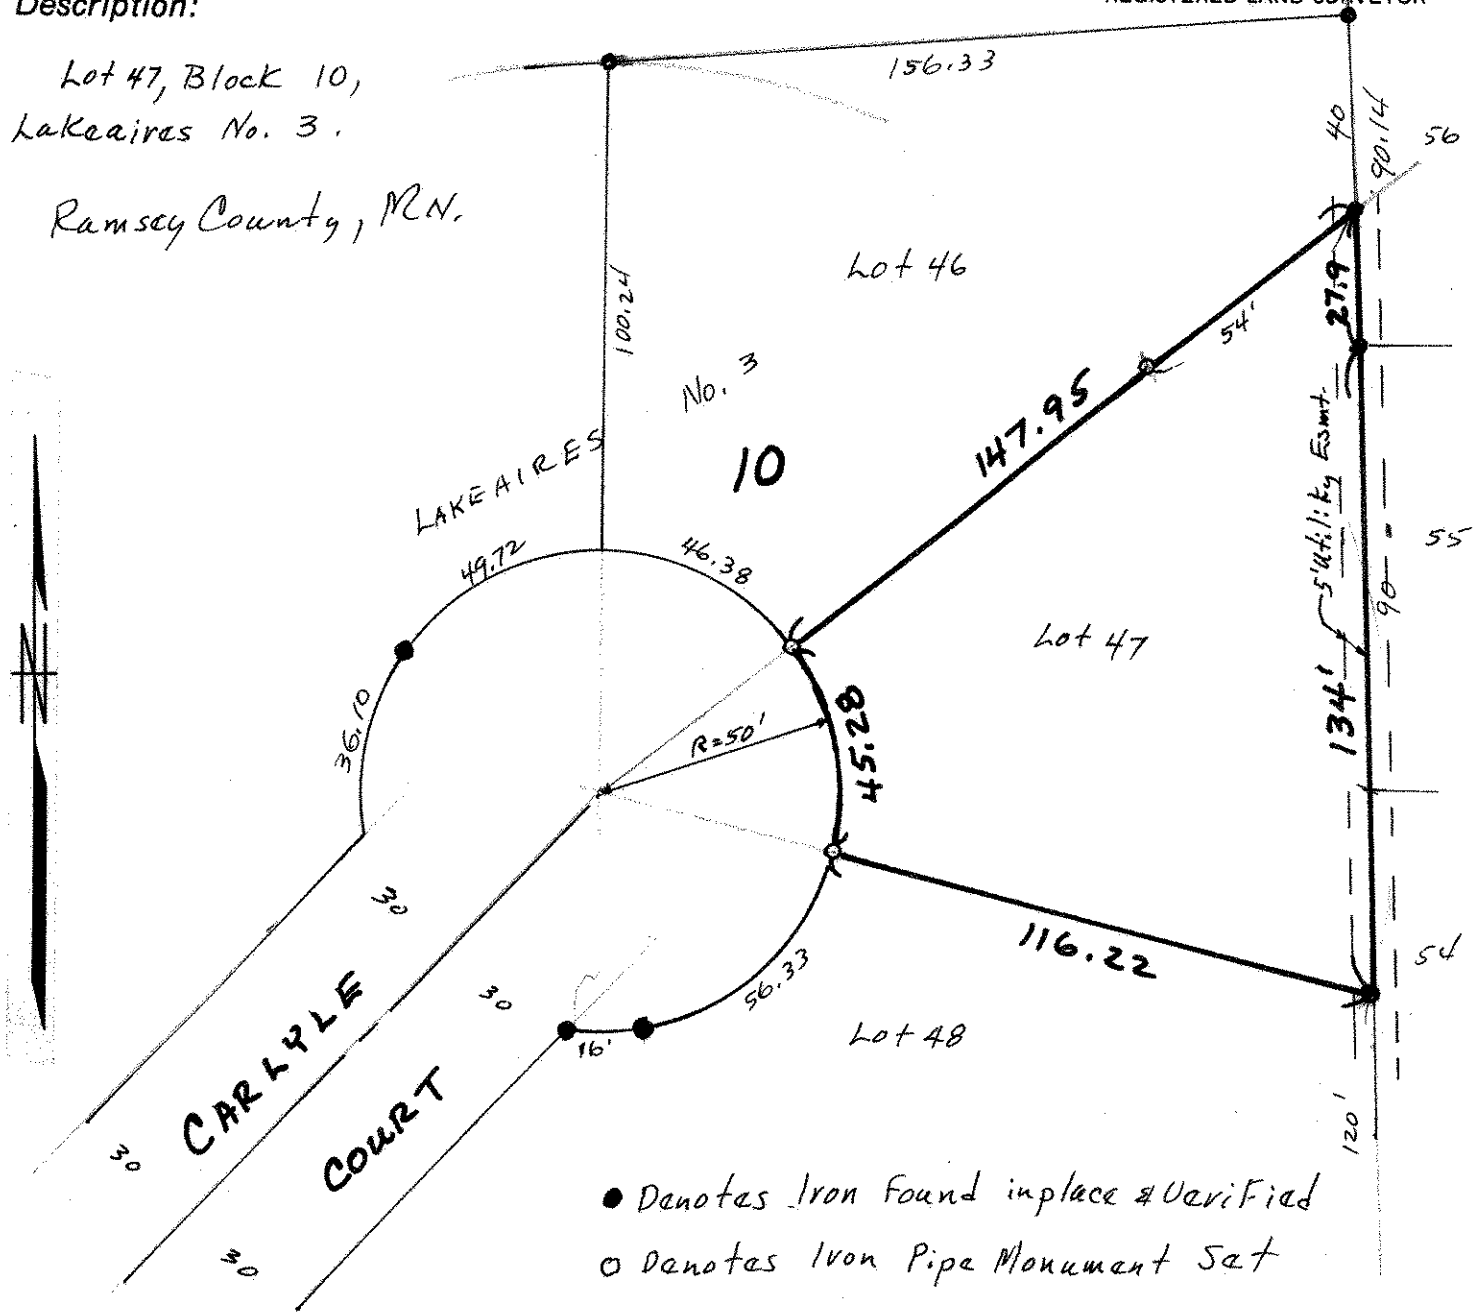 Description:
REGISTERED LAND SURVEYOR
Lot 47, Block 10,
Lakeaires No. 3.
Ramsey County, MN.
156.33
40
90.14
56
Lot 46
100.24
27.9
54'
No. 3
10
147.95
LAKEAIRES
5' Utility Esmt.
55
49.72
46.38
90
Lot 47
N
36.10
R=50'
45.28
134'
30
116.22
54
30
56.33
16'
Lot 48
CARLYLE
COURT
120'
30
30
Denotes Iron Found inplace & Verified
Denotes Iron Pipe Monument Set